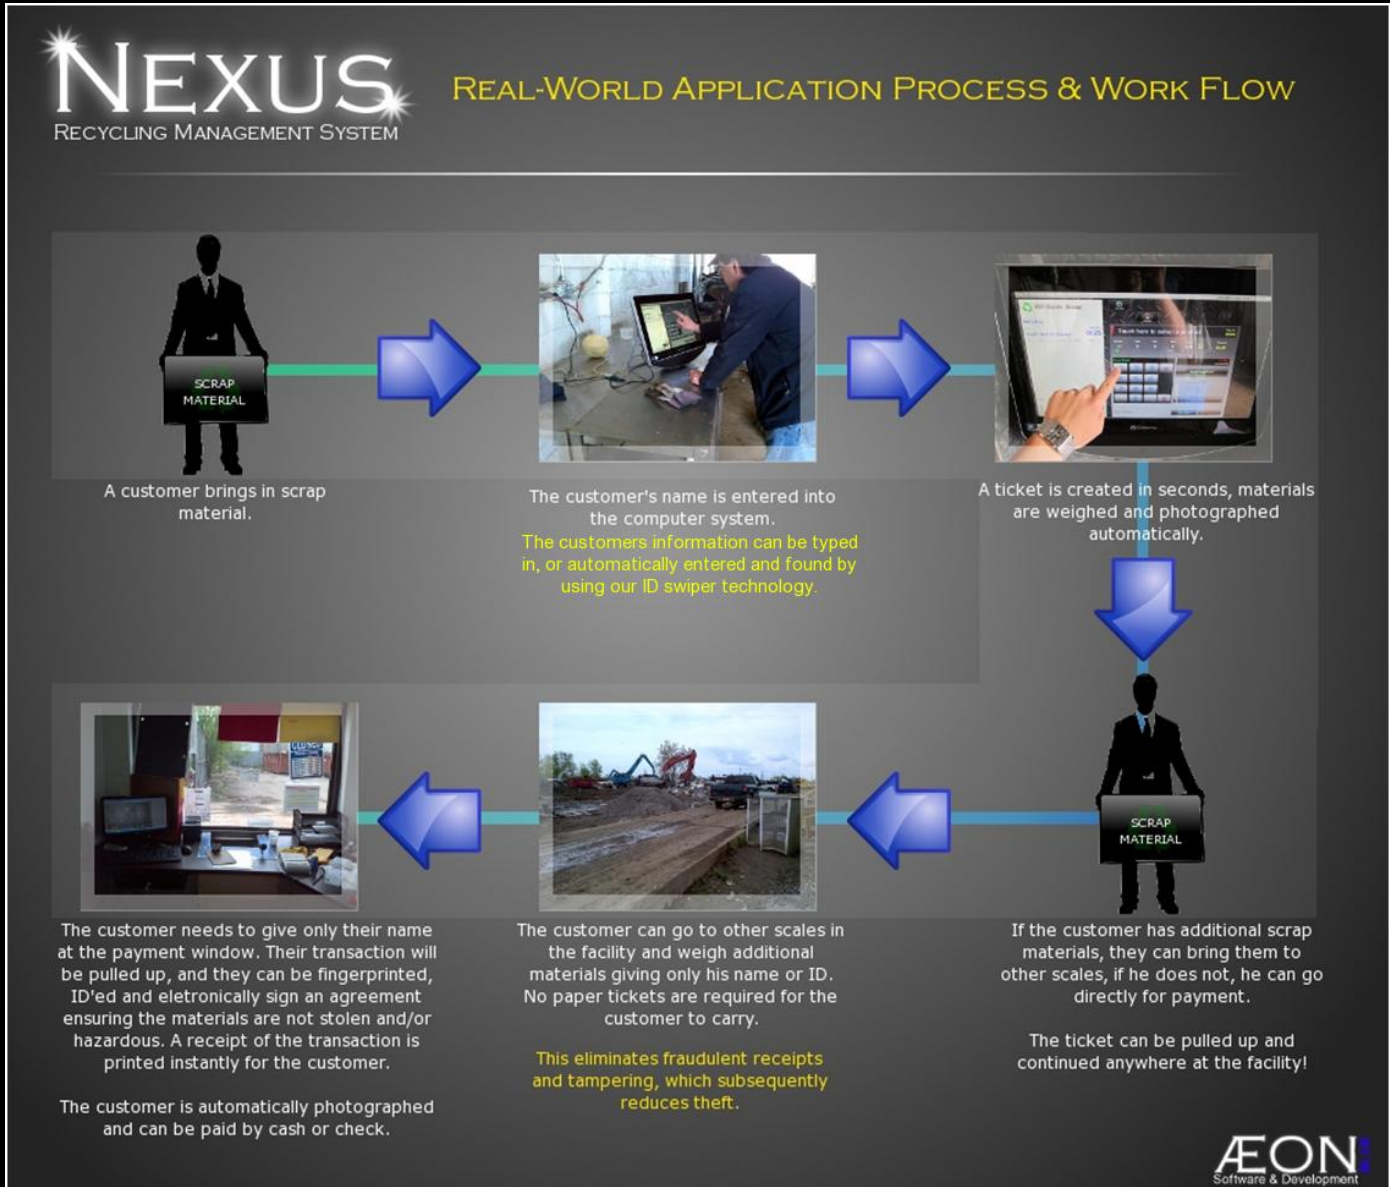 NEXUS
RECYCLING MANAGEMENT SYSTEM
REAL-WORLD APPLICATION PROCESS & WORK FLOW
SCRAP
MATERIAL
A customer brings in scrap
material.
The customer's name is entered into
the computer system.
The customers information can be typed
in, or automatically entered and found by
using our ID swiper technology.
A ticket is created in seconds, materials
are weighed and photographed
automatically.
SCRAP
MATERIAL
If the customer has additional scrap
materials, they can bring them to
other scales, if he does not, he can go
directly for payment.
The ticket can be pulled up and
continued anywhere at the facility!
The customer can go to other scales in
the facility and weigh additional
materials giving only his name or ID.
No paper tickets are required for the
customer to carry.
This eliminates fraudulent receipts
and tampering, which subsequently
reduces theft.
CLOSED
The customer needs to give only their name
at the payment window. Their transaction will
be pulled up, and they can be fingerprinted,
ID'ed and eletronically sign an agreement
ensuring the materials are not stolen and/or
hazardous. A receipt of the transaction is
printed instantly for the customer.
The customer is automatically photographed
and can be paid by cash or check.
ÆON
Software & Development